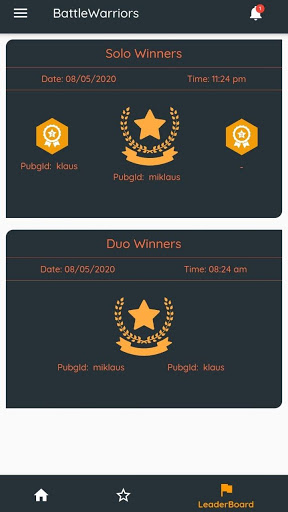 BattleWarriors
1
Solo Winners
Date: 08/05/2020 Time: 11:24 pm
PubgId: klaus
PubgId: miklaus
-
Duo Winners
Date: 08/05/2020 Time: 08:24 am
PubgId: miklaus PubgId: klaus
LeaderBoard